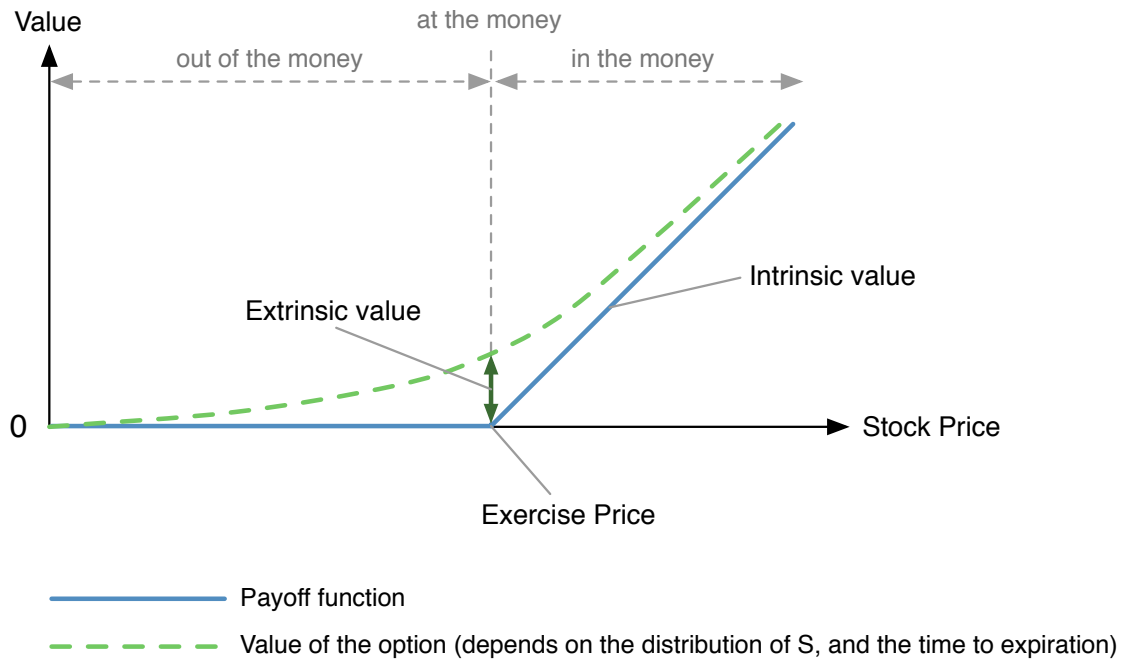 Value
at the money
out of the money
in the money
Intrinsic value
Extrinsic value
0
Stock Price
Exercise Price
Payoff function
Value of the option (depends on the distribution of S, and the time to expiration)